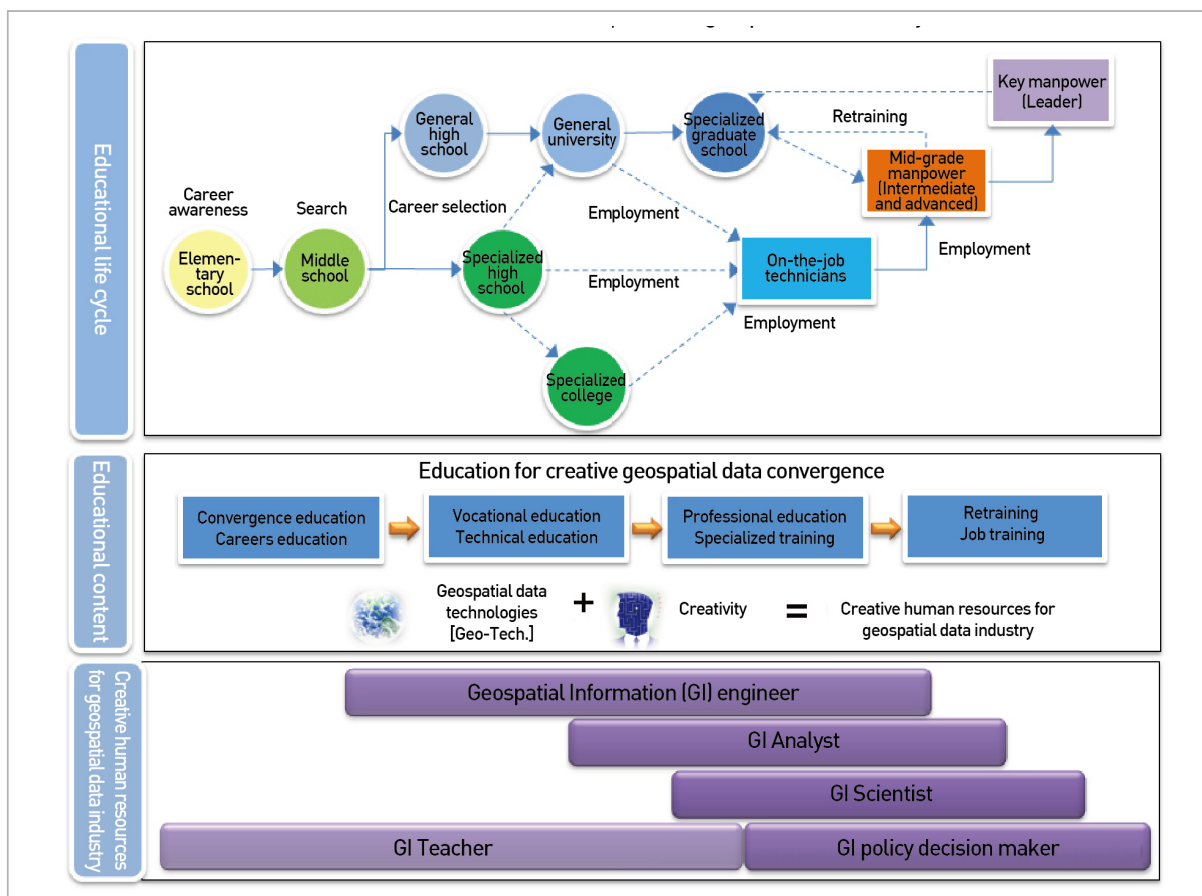 Educational life cycle
Career
awareness
Elemen-
tary
school
Search
Middle
school
Career selection
General
high
school
General
university
Specialized
graduate
school
Retraining
Key manpower
(Leader)
Mid-grade
manpower
(Intermediate
and advanced)
Specialized
high
school
Employment
Employment
Employment
Employment
On-the-job
technicians
Specialized
college
Educational content
Education for creative geospatial data convergence
Convergence education
Careers education
Vocational education
Technical education
Professional education
Specialized training
Retraining
Job training
Geospatial data
technologies
[Geo-Tech.]
+
Creativity
=
Creative human resources for
geospatial data industry
Creative human resources
for geospatial data industry
Geospatial Information (GI) engineer
GI Analyst
GI Scientist
GI Teacher
GI policy decision maker